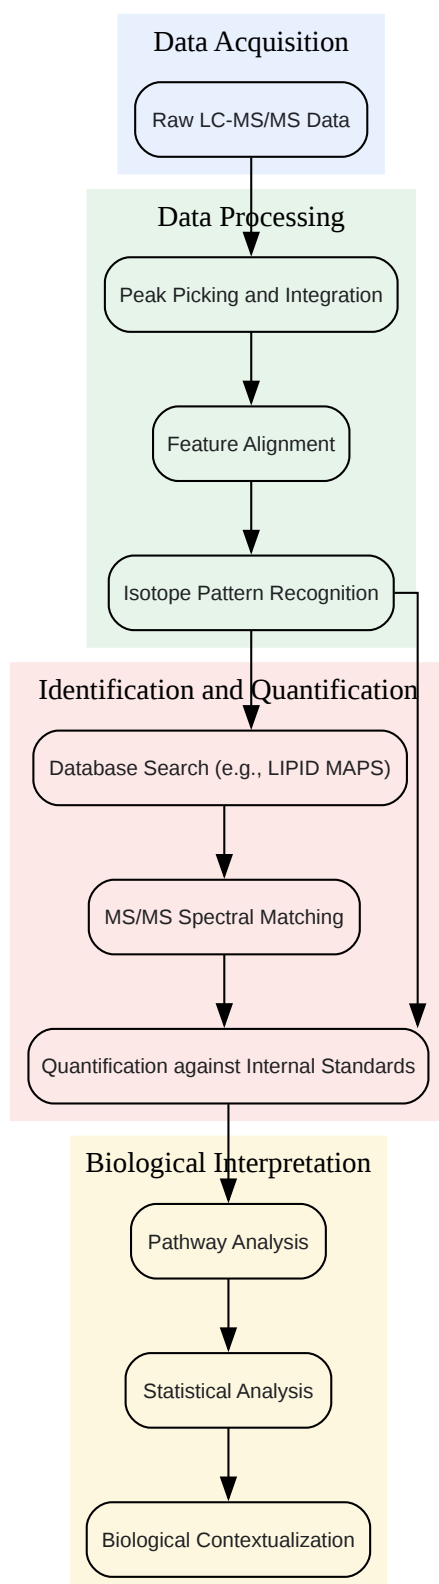 Data Acquisition
Raw LC-MS/MS Data
Data Processing
Peak Picking and Integration
Feature Alignment
Isotope Pattern Recognition
Identification and Quantification
Database Search (e.g., LIPID MAPS)
MS/MS Spectral Matching
Quantification against Internal Standards
Biological Interpretation
Pathway Analysis
Statistical Analysis
Biological Contextualization